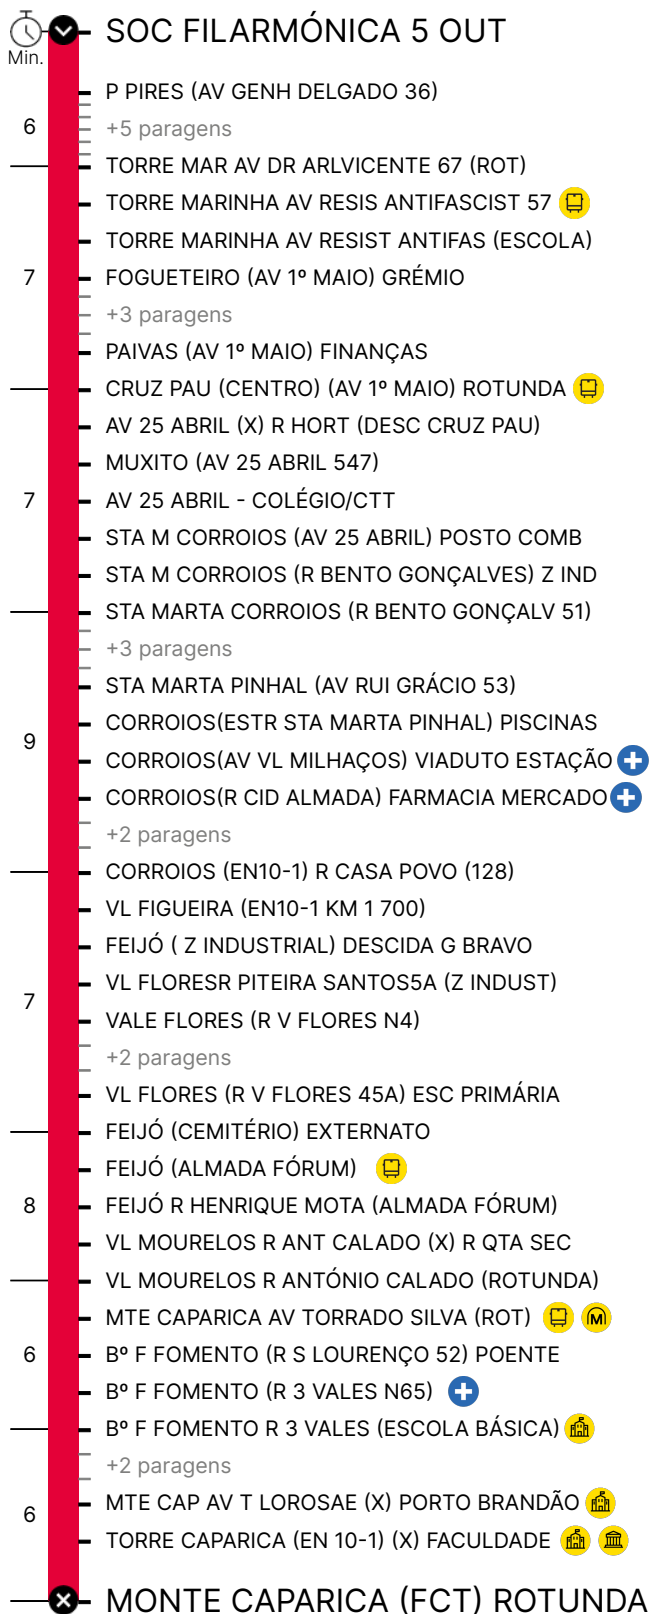 SOC FILARMÓNICA 5 OUT
Min.
P PIRES (AV GENH DELGADO 36)
6
+5 paragens
TORRE MAR AV DR ARLVICENTE 67 (ROT)
TORRE MARINHA AV RESIS ANTIFASCIST 57
TORRE MARINHA AV RESIST ANTIFAS (ESCOLA)
7
FOGUETEIRO (AV 1º MAIO) GRÉMIO
+3 paragens
PAIVAS (AV 1º MAIO) FINANÇAS
CRUZ PAU (CENTRO) (AV 1º MAIO) ROTUNDA
AV 25 ABRIL (X) R HORT (DESC CRUZ PAU)
MUXITO (AV 25 ABRIL 547)
7
AV 25 ABRIL - COLÉGIO/CTT
STA M CORROIOS (AV 25 ABRIL) POSTO COMB
STA M CORROIOS (R BENTO GONÇALVES) Z IND
STA MARTA CORROIOS (R BENTO GONÇALV 51)
+3 paragens
STA MARTA PINHAL (AV RUI GRÁCIO 53)
CORROIOS(ESTR STA MARTA PINHAL) PISCINAS
9
CORROIOS(AV VL MILHAÇOS) VIADUTO ESTAÇÃO
CORROIOS(R CID ALMADA) FARMACIA MERCADO
+2 paragens
CORROIOS (EN10-1) R CASA POVO (128)
VL FIGUEIRA (EN10-1 KM 1 700)
FEIJÓ ( Z INDUSTRIAL) DESCIDA G BRAVO
VL FLORESR PITEIRA SANTOS5A (Z INDUST)
7
VALE FLORES (R V FLORES N4)
+2 paragens
VL FLORES (R V FLORES 45A) ESC PRIMÁRIA
FEIJÓ (CEMITÉRIO) EXTERNATO
FEIJÓ (ALMADA FÓRUM)
8
FEIJÓ R HENRIQUE MOTA (ALMADA FÓRUM)
VL MOURELOS R ANT CALADO (X) R QTA SEC
VL MOURELOS R ANTÓNIO CALADO (ROTUNDA)
MTE CAPARICA AV TORRADO SILVA (ROT) M
6
Bº F FOMENTO (R S LOURENÇO 52) POENTE
Bº F FOMENTO (R 3 VALES N65)
Bº F FOMENTO R 3 VALES (ESCOLA BÁSICA)
+2 paragens
MTE CAP AV T LOROSAE (X) PORTO BRANDÃO
6
TORRE CAPARICA (EN 10-1) (X) FACULDADE
MONTE CAPARICA (FCT) ROTUNDA